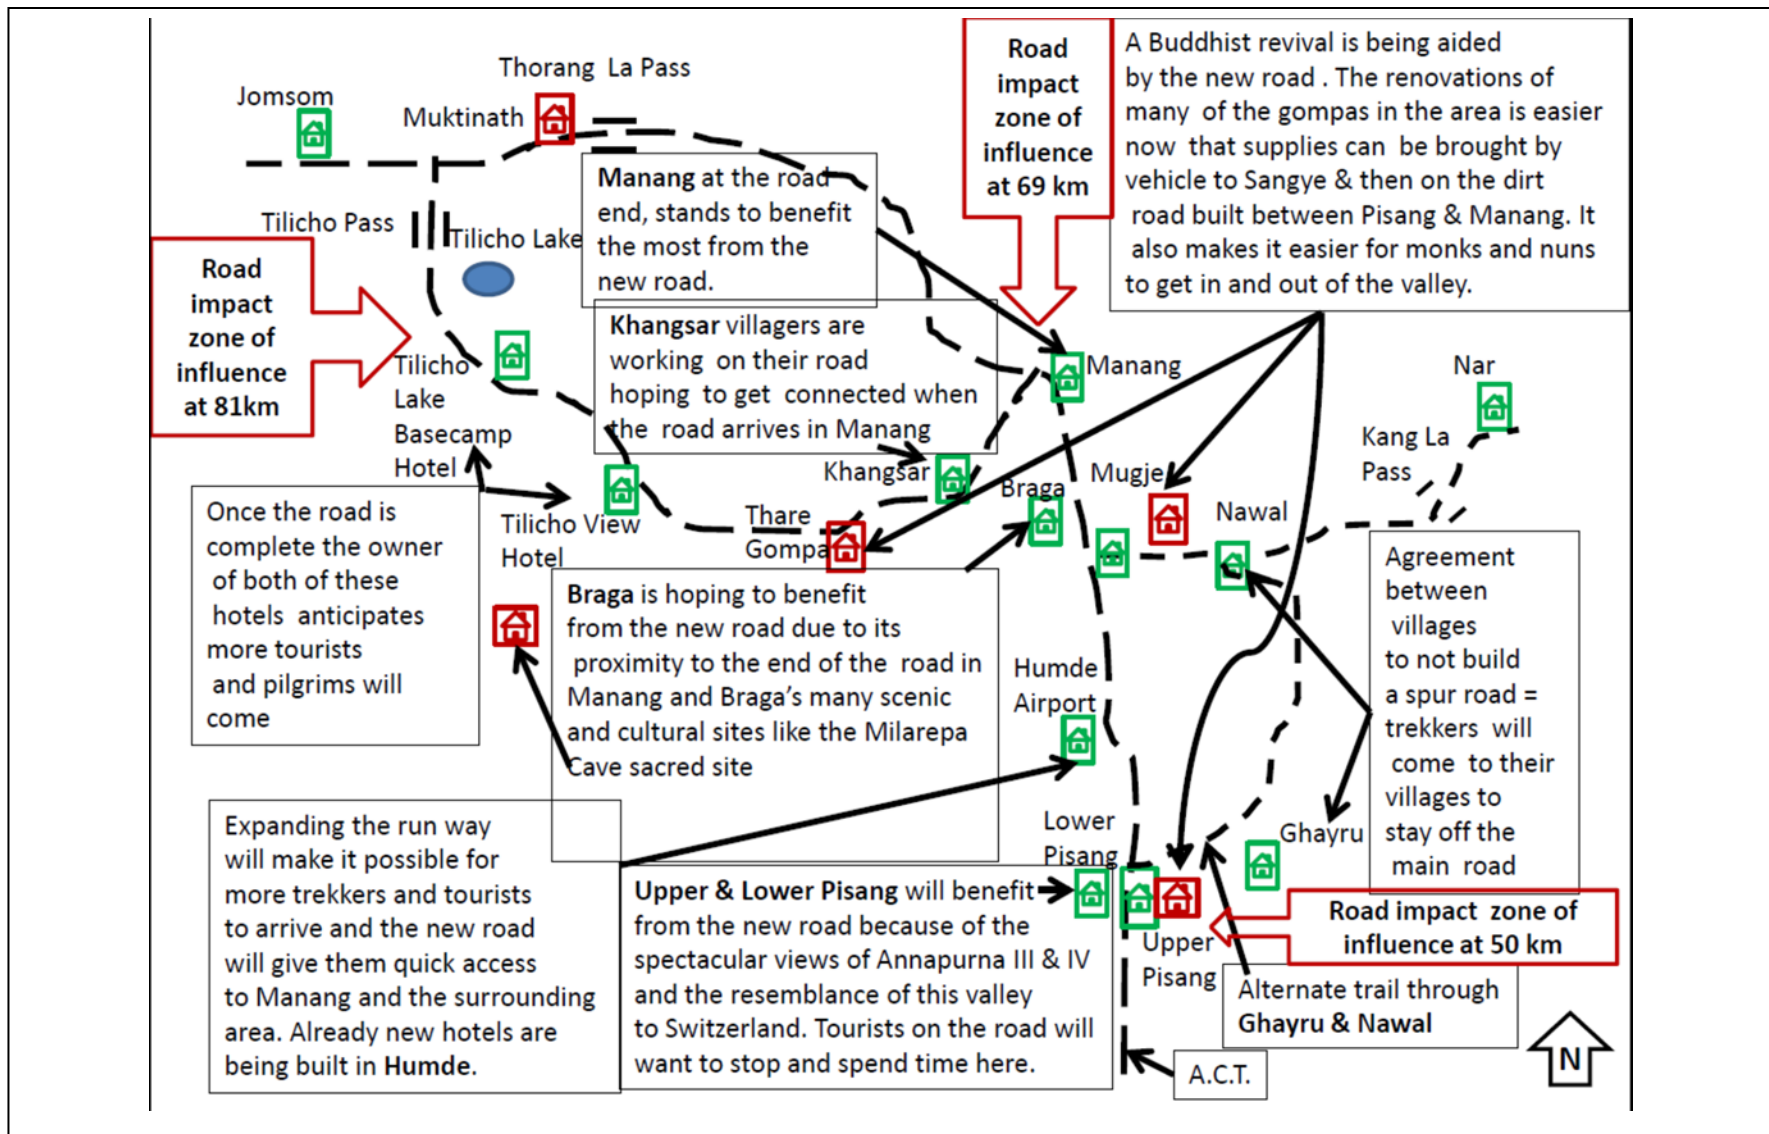 Thorang La Pass
Jomsom
Muktinath
Road
impact
zone of
influence
at 69 km
A Buddhist revival is being aided
by the new road . The renovations of
many of the gompas in the area is easier
now that supplies can be brought by
vehicle to Sangye & then on the dirt
road built between Pisang & Manang. It
also makes it easier for monks and nuns
to get in and out of the valley.
Manang at the road
end, stands to benefit
the most from the
new road.
Tilicho Pass
Tilicho Lake
Road
impact
zone of
influence
at 81km
Khangsar villagers are
working on their road
hoping to get connected when
the road arrives in Manang
Manang
Nar
Tilicho
Lake
Basecamp
Hotel
Kang La
Pass
Khangsar
Braga
Mugje
Nawal
Once the road is
complete the owner
of both of these
hotels anticipates
more tourists
and pilgrims will
come
Tilicho View
Hotel
Thare
Gompa
Braga is hoping to benefit
from the new road due to its
proximity to the end of the road in
Manang and Braga's many scenic
and cultural sites like the Milarepa
Cave sacred site
Agreement
between
villages
to not build
a spur road =
trekkers will
come to their
villages to
stay off the
main road
Humde
Airport
Lower
Pisang
Ghayru
Expanding the run way
will make it possible for
more trekkers and tourists
to arrive and the new road
will give them quick access
to Manang and the surrounding
area. Already new hotels are
being built in Humde.
Upper & Lower Pisang will benefit
from the new road because of the
spectacular views of Annapurna III & IV
and the resemblance of this valley
to Switzerland. Tourists on the road will
want to stop and spend time here.
Road impact zone of
influence at 50 km
Upper
Pisang
Alternate trail through
Ghayru & Nawal
A.C.T.
N